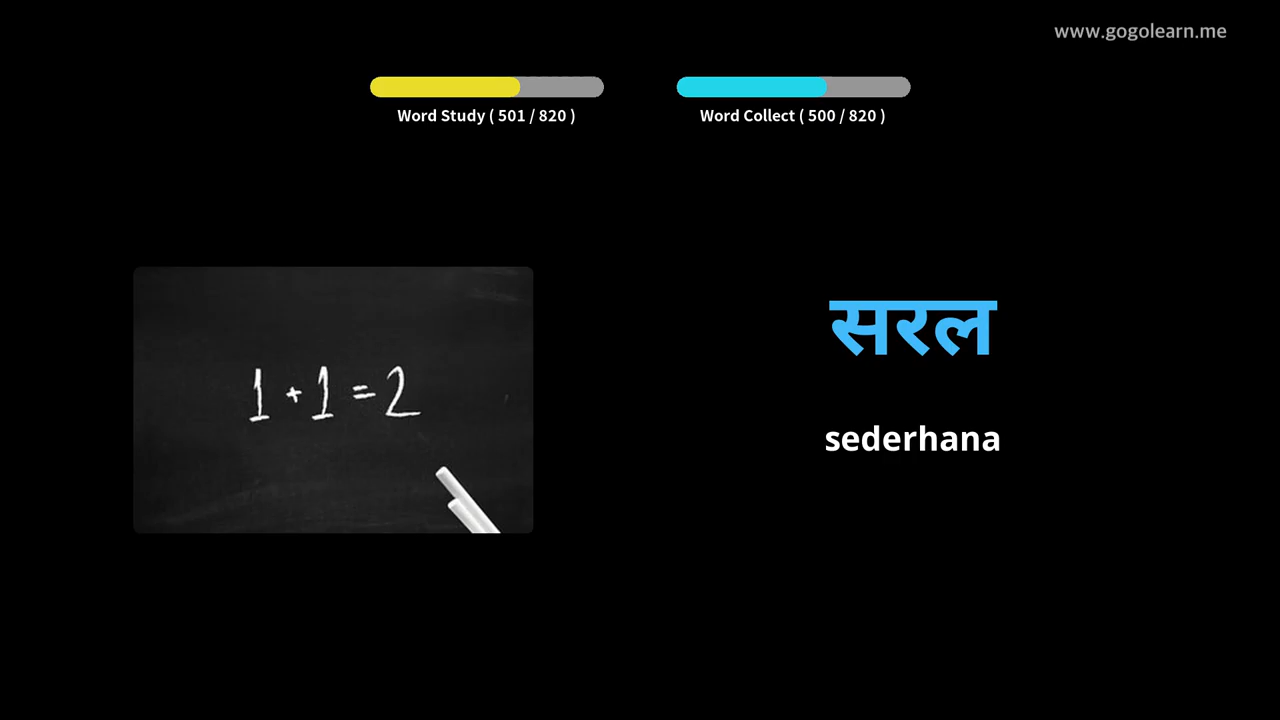 www.gogolearn.me
Word Study ( 501 / 820 )
Word Collect ( 500 / 820 )
1 + 1 = 2
सरल
sederhana